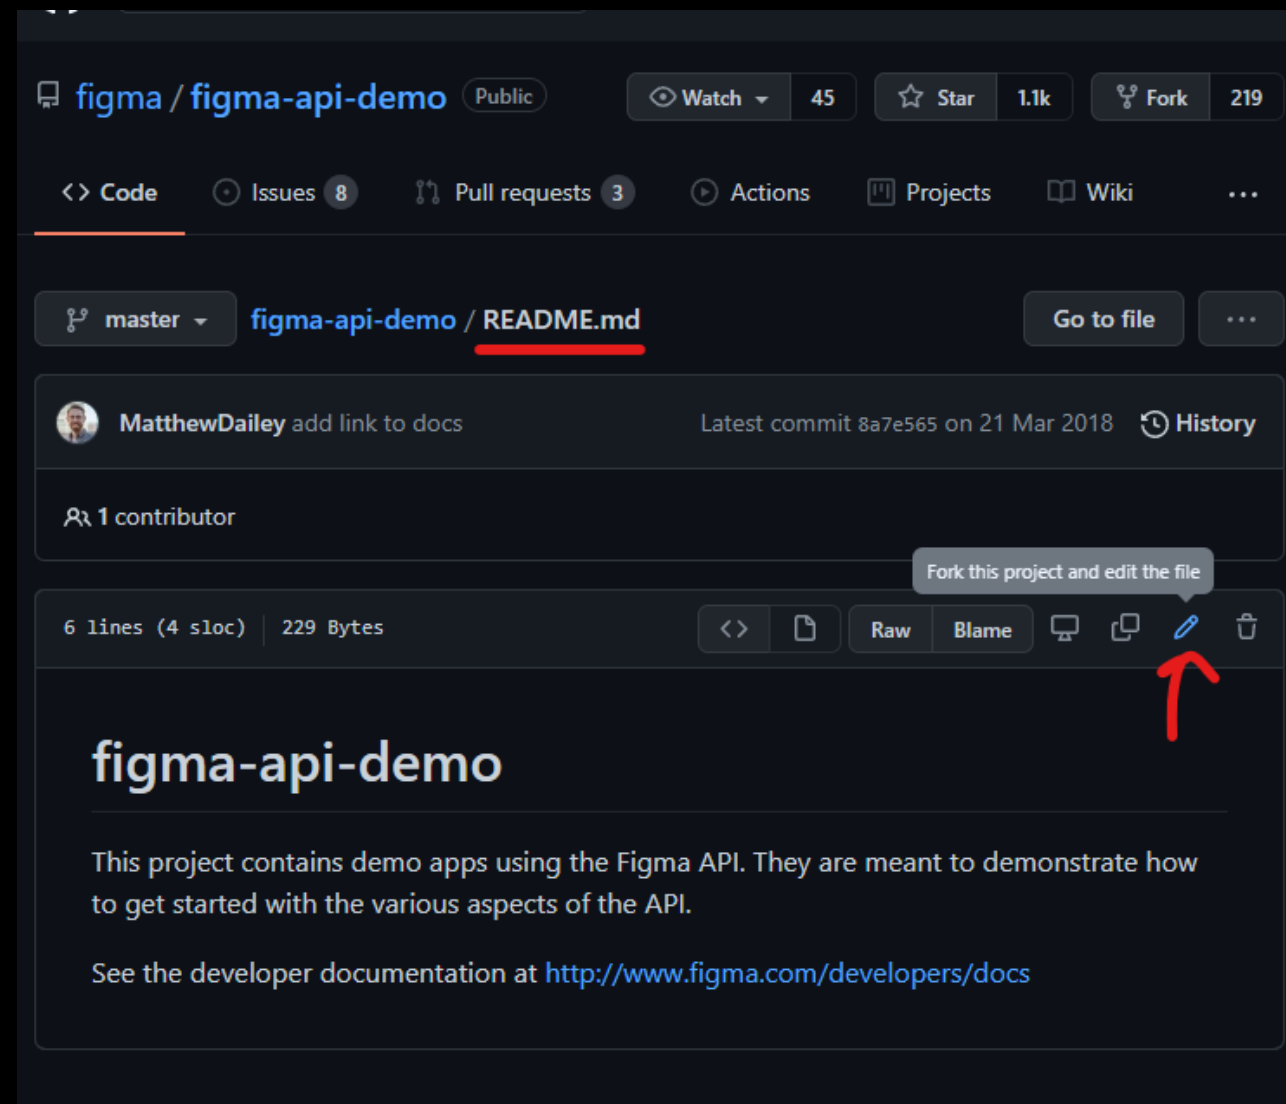 figma / figma-api-demo Public Watch 45 Star 1.1k Fork 219
Code Issues 8 Pull requests 3 Actions Projects Wiki ...
master figma-api-demo / README.md Go to file ...
MatthewDailey add link to docs Latest commit 8a7e565 on 21 Mar 2018 History
1 contributor
Fork this project and edit the file
6 lines (4 sloc) 229 Bytes <> Raw Blame
figma-api-demo
This project contains demo apps using the Figma API. They are meant to demonstrate how
to get started with the various aspects of the API.
See the developer documentation at http://www.figma.com/developers/docs